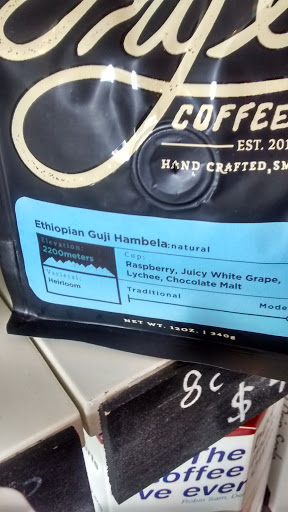 COFFEE
EST. 201
HAND CRAFTED, SM
Ethiopian Guji Hambela:natural
Elevation:
2200meters
Varietal:
Heirloom
Cup:
Raspberry, Juicy White Grape,
Lychee, Chocolate Malt
Traditional
Mode
NET WT. 12OZ. | 340g
$
The
coffee
ve ever